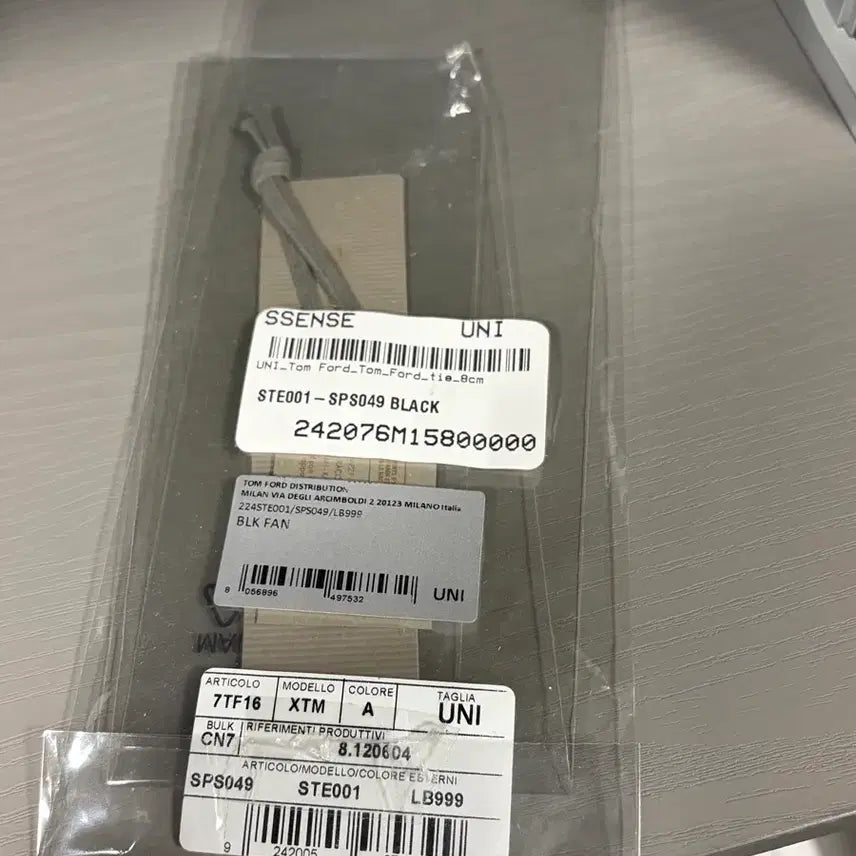 SSENSE UNI
UNI_Tom Ford_Tom_Ford_tie_8cm
STE001-SPS049 BLACK
242076M15800000
TOM FORD DISTRIBUTION
MILAN VIA DEGLI ARCIMBOLDI 2 20123 MILANO Italia
224STE001/SPS049/LB999
BLK FAN
8 056896 497532 UNI
ARTICOLO MODELLO COLORE TAGLIA
7TF16 XTM A UNI
BULK RIFERIMENTI PRODUTTIVI
CN7 8.120604
ARTICOLO/MODELLO/COLORE ESTERNI
SPS049 STE001 LB999
9 242005